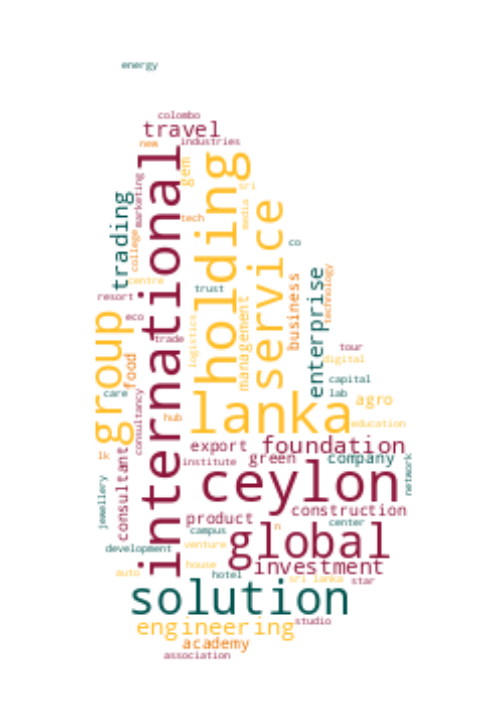 energy
colombo
travel
new
industries
international
holding
gem
marketing
sri
trading
service
media
tech
college
co
centre
trust
resort
enterprise
technology
business
management
eco
group
logistics
trade
tour
food
digital
care
capital
lab
consultancy
agro
lanka
hub
education
export
foundation
lk
consultant
institute
green
company
network
ceylon
jewellery
construction
product
center
campus
n
global
venture
development
investment
house
auto
hotel
sri lanka
star
solution
studio
engineering
academy
association